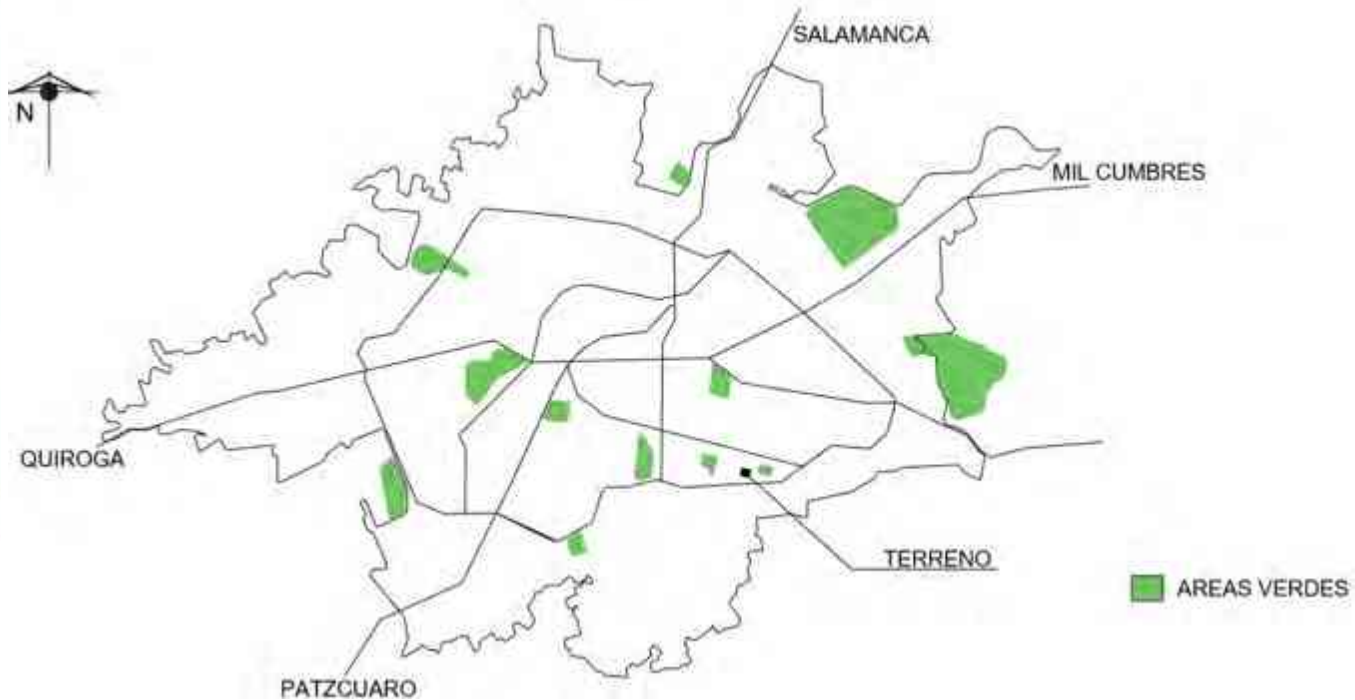 SALAMANCA
N
MIL CUMBRES
QUIROGA
TERRENO
AREAS VERDES
PATZCUARO